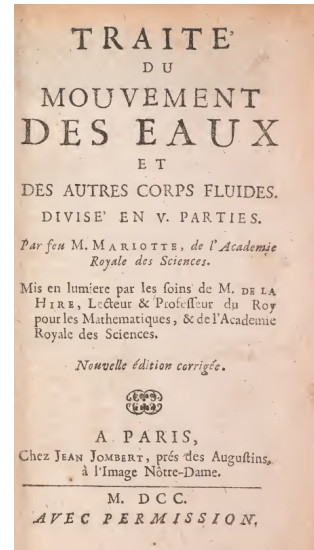 TRAITE'
DU
MOUVEMENT
DES EAUX
ET
DES AUTRES CORPS FLUIDES.
DIVISE' EN V. PARTIES.
Par feu M. MARIOTTE, de l'Academie
Royale des Sciences.
Mis en lumiere par les soins de M. DE LA
HIRE, Lecteur & Professeur du Roy
pour les Mathematiques, & de l'Academie
Royale des Sciences.
Nouvelle édition corrigée.
A PARIS,
Chez JEAN JOMBERT, prés des Augustins,
à l'Image Nôtre-Dame.
M. DCC.
AVEC PERMISSION.